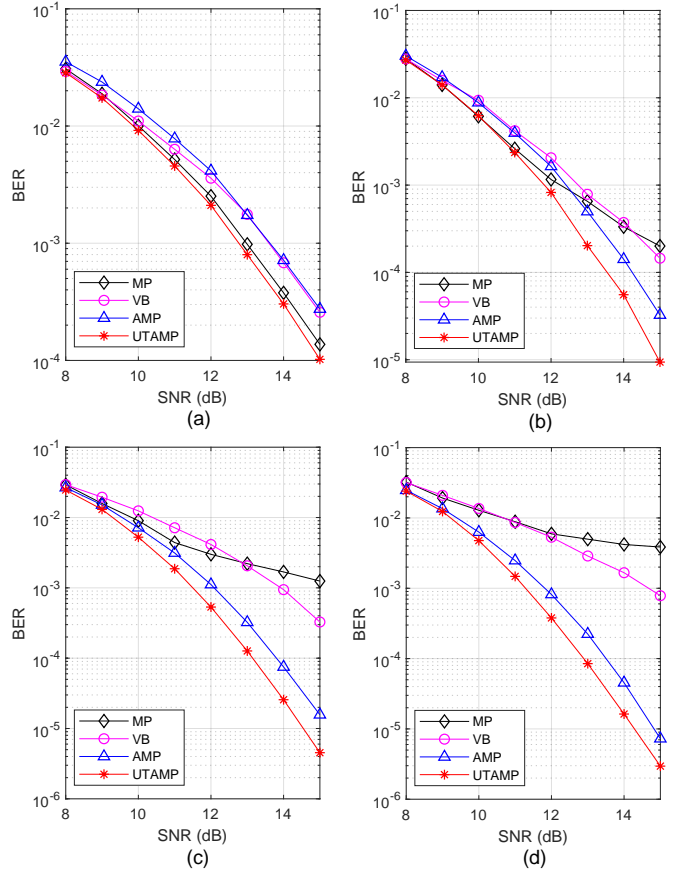 10^-1
10^-2
10^-3
10^-4
BER
8
10
12
14
SNR (dB)
MP
VB
AMP
UTAMP
(a)
10^-1
10^-2
10^-3
10^-4
10^-5
BER
8
10
12
14
SNR (dB)
MP
VB
AMP
UTAMP
(b)
10^-1
10^-2
10^-3
10^-4
10^-5
10^-6
BER
8
10
12
14
SNR (dB)
MP
VB
AMP
UTAMP
(c)
10^-1
10^-2
10^-3
10^-4
10^-5
10^-6
BER
8
10
12
14
SNR (dB)
MP
VB
AMP
UTAMP
(d)